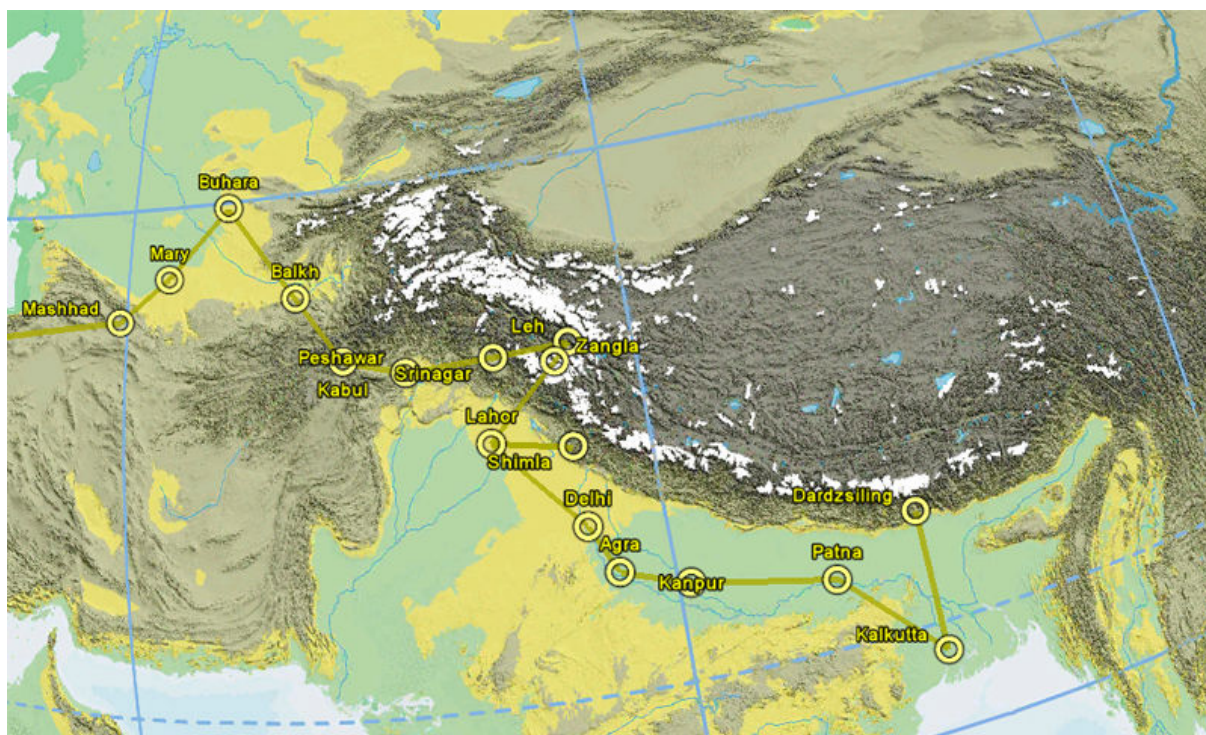 Buhara
Mary
Balkh
Mashhad
Leh
Zangla
Peshawar
Srinagar
Kabul
Lahor
Shimla
Delhi
Dardzsiling
Agra
Patna
Kanpur
Kalkutta